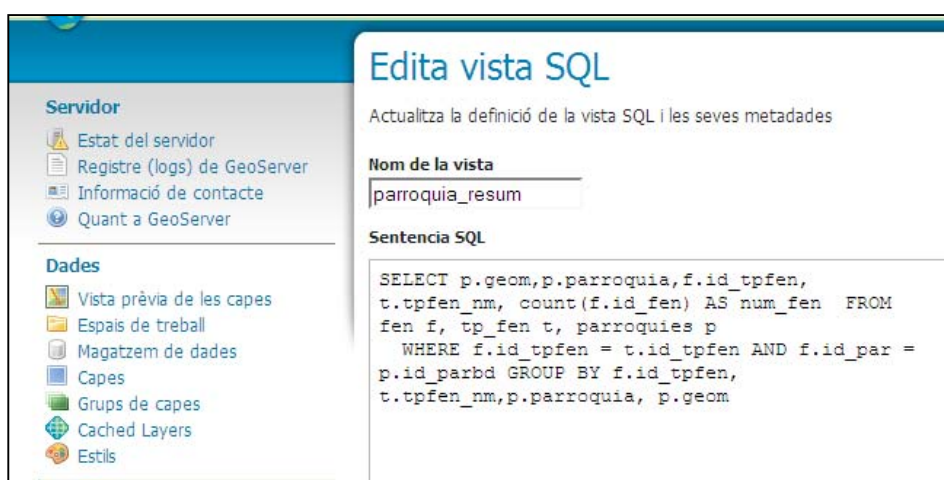 Servidor
Estat del servidor
Registre (logs) de GeoServer
Informació de contacte
Quant a GeoServer
Dades
Vista prèvia de les capes
Espais de treball
Magatzem de dades
Capes
Grups de capes
Cached Layers
Estils
Edita vista SQL
Actualitza la definició de la vista SQL i les seves metadades
Nom de la vista
parroquia_resum
Sentencia SQL
SELECT p.geom,p.parroquia,f.id_tpfen,
t.tpfen_nm, count(f.id_fen) AS num_fen  FROM
fen f, tp_fen t, parroquies p
  WHERE f.id_tpfen = t.id_tpfen AND f.id_par =
p.id_parbd GROUP BY f.id_tpfen,
t.tpfen_nm,p.parroquia, p.geom